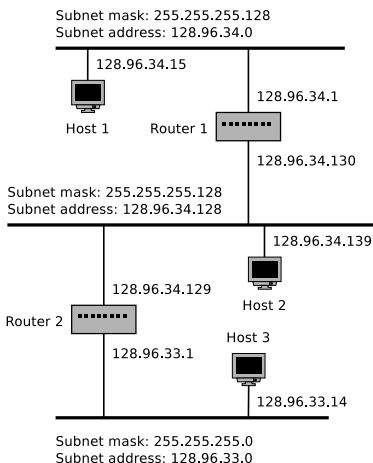 Subnet mask: 255.255.255.128
Subnet address: 128.96.34.0
128.96.34.15
128.96.34.1
Host 1
Router 1
128.96.34.130
Subnet mask: 255.255.255.128
Subnet address: 128.96.34.128
128.96.34.139
128.96.34.129
Host 2
Router 2
Host 3
128.96.33.1
128.96.33.14
Subnet mask: 255.255.255.0
Subnet address: 128.96.33.0